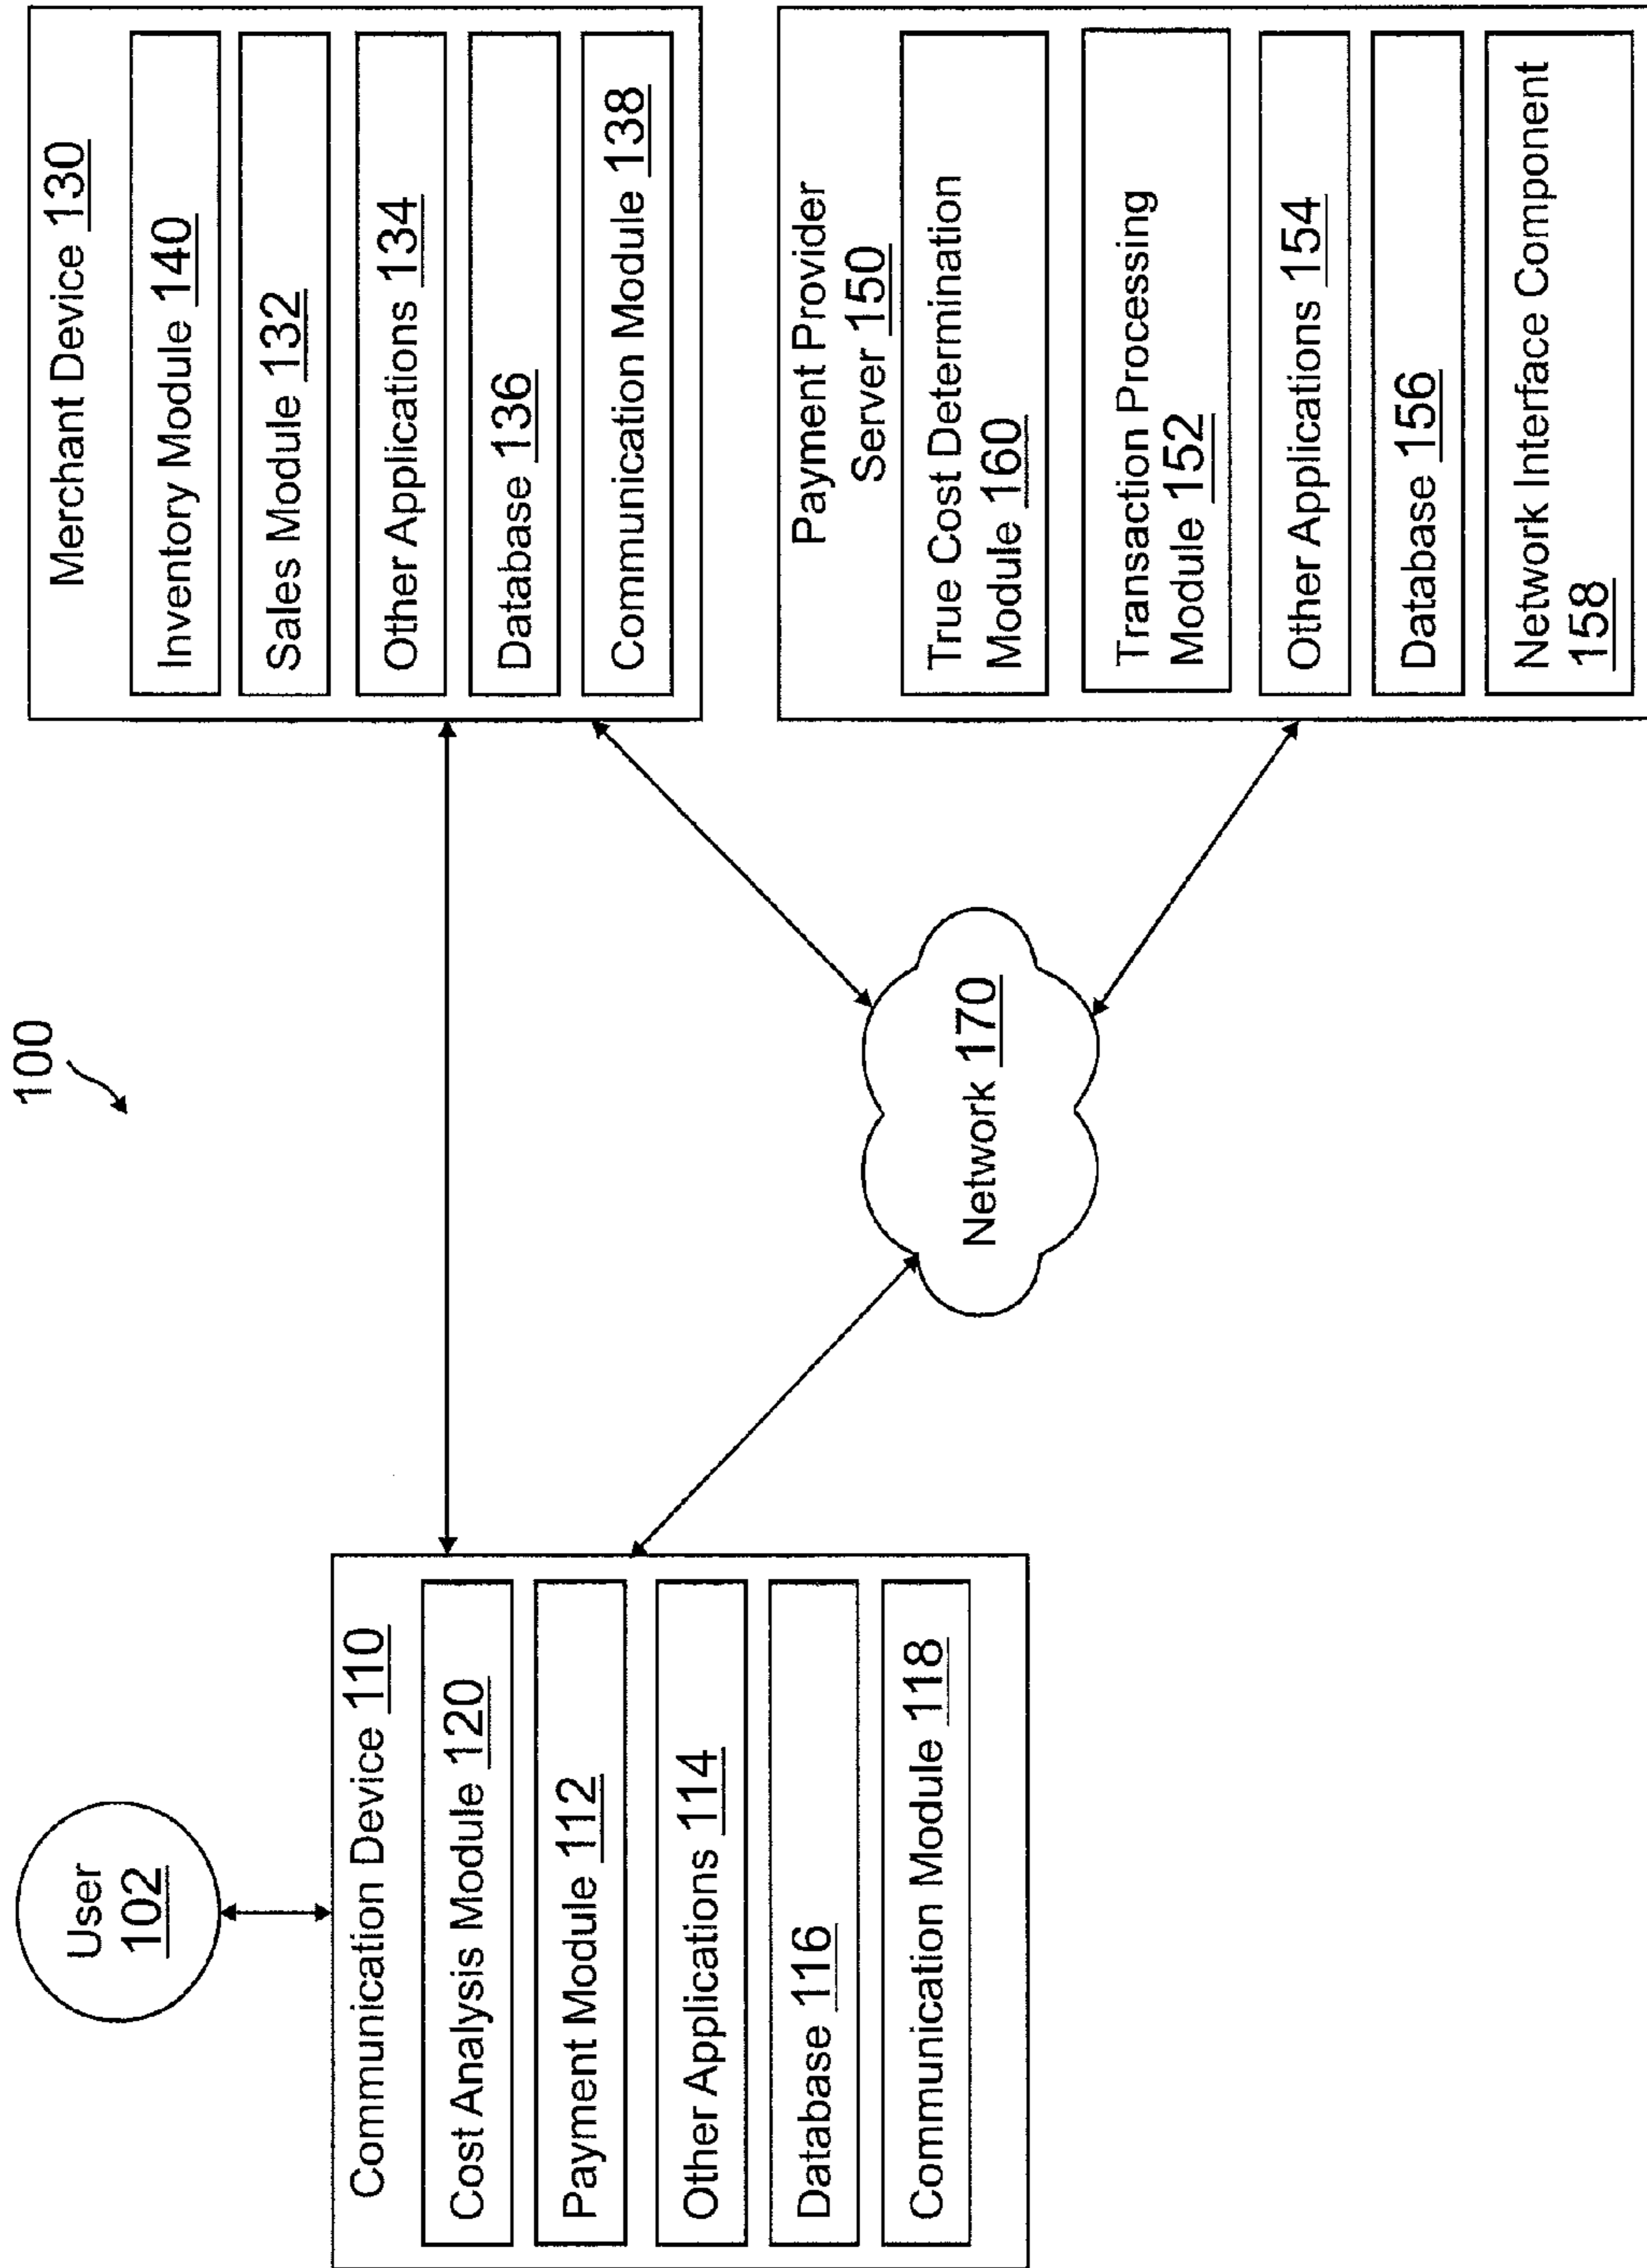 100
User
102
Communication Device 110
Cost Analysis Module 120
Payment Module 112
Other Applications 114
Database 116
Communication Module 118
Network 170
Merchant Device 130
Inventory Module 140
Sales Module 132
Other Applications 134
Database 136
Communication Module 138
Payment Provider
Server 150
True Cost Determination
Module 160
Transaction Processing
Module 152
Other Applications 154
Database 156
Network Interface Component
158